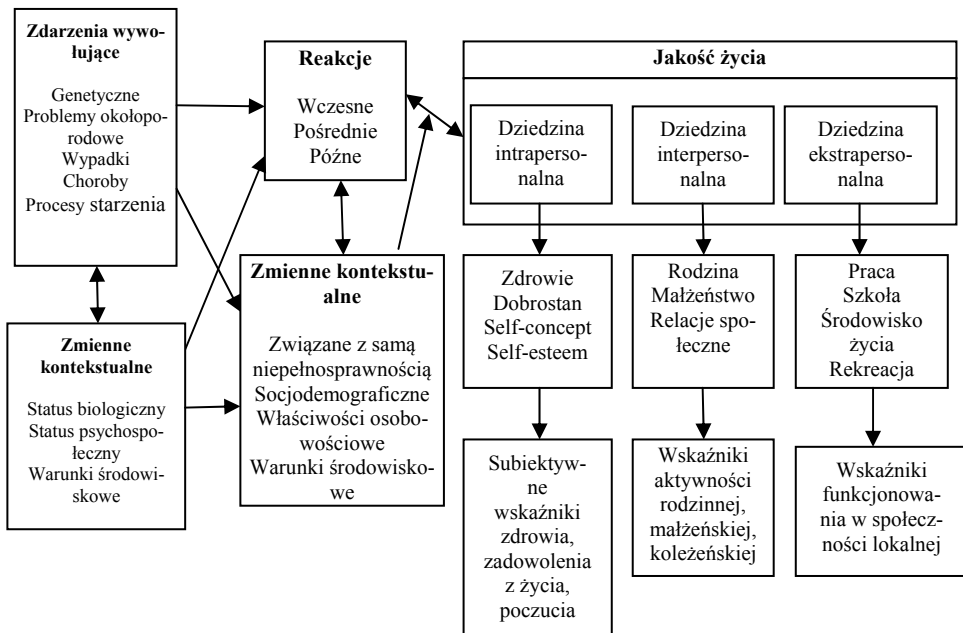 Zdarzenia wywo-
łujące
Genetyczne
Problemy okołopo-
rodowe
Wypadki
Choroby
Procesy starzenia
Zmienne
kontekstualne
Status biologiczny
Status psychospo-
łeczny
Warunki środowi-
skowe
Reakcje
Wczesne
Pośrednie
Późne
Zmienne kontekstu-
alne
Związane z samą
niepełnosprawnością
Socjodemograficzne
Właściwości osobo-
wościowe
Warunki środowisko-
we
Jakość życia
Dziedzina
intraperso-
nalna
Dziedzina
interperso-
nalna
Dziedzina
ekstraperso-
nalna
Zdrowie
Dobrostan
Self-concept
Self-esteem
Rodzina
Małżeństwo
Relacje spo-
łeczne
Praca
Szkoła
Środowisko
życia
Rekreacja
Subiektyw-
ne
wskaźniki
zdrowia,
zadowolenia
z życia,
poczucia
Wskaźniki
aktywności
rodzinnej,
małżeńskiej,
koleżeńskiej
Wskaźniki
funkcjonowa-
nia w społecz-
ności lokalnej